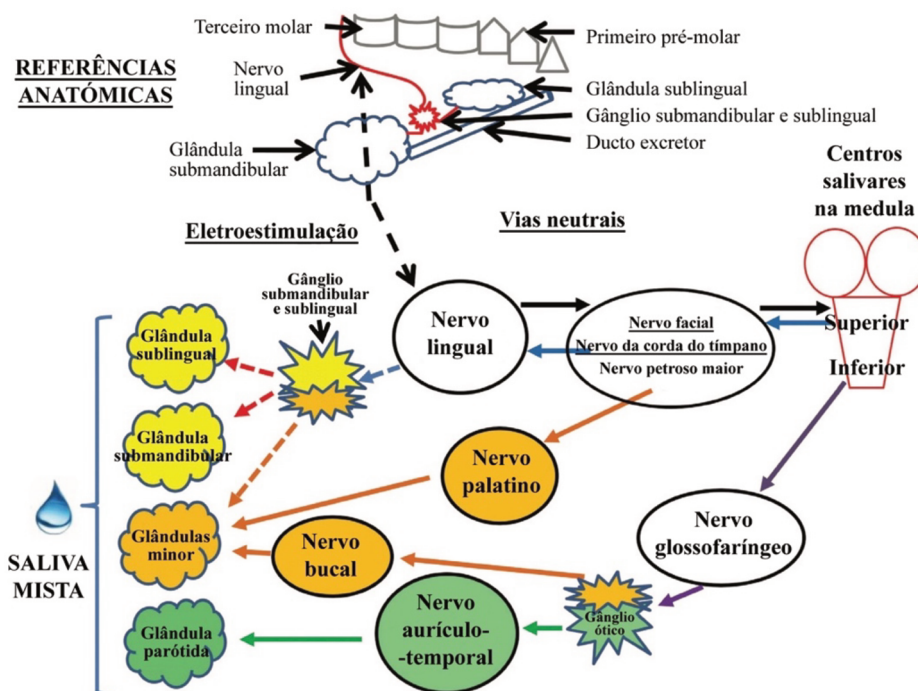 REFERÊNCIAS
ANATÓMICAS
Terceiro molar
Primeiro pré-molar
Nervo
lingual
Glândula sublingual
Gânglio submandibular e sublingual
Ducto excretor
Glândula
submandibular
Centros
salivares
na medula
Eletroestimulação
Vias neutrais
Gânglio
submandibular
e sublingual
Nervo
lingual
Nervo facial
Nervo da corda do tímpano
Nervo petroso maior
Superior
Inferior
Glândula
sublingual
Glândula
submandibular
Nervo
palatino
Nervo
glossofaríngeo
Glândulas
minor
Nervo
bucal
SALIVA
MISTA
Gânglio
ótico
Nervo
aurículo-
-temporal
Glândula
parótida